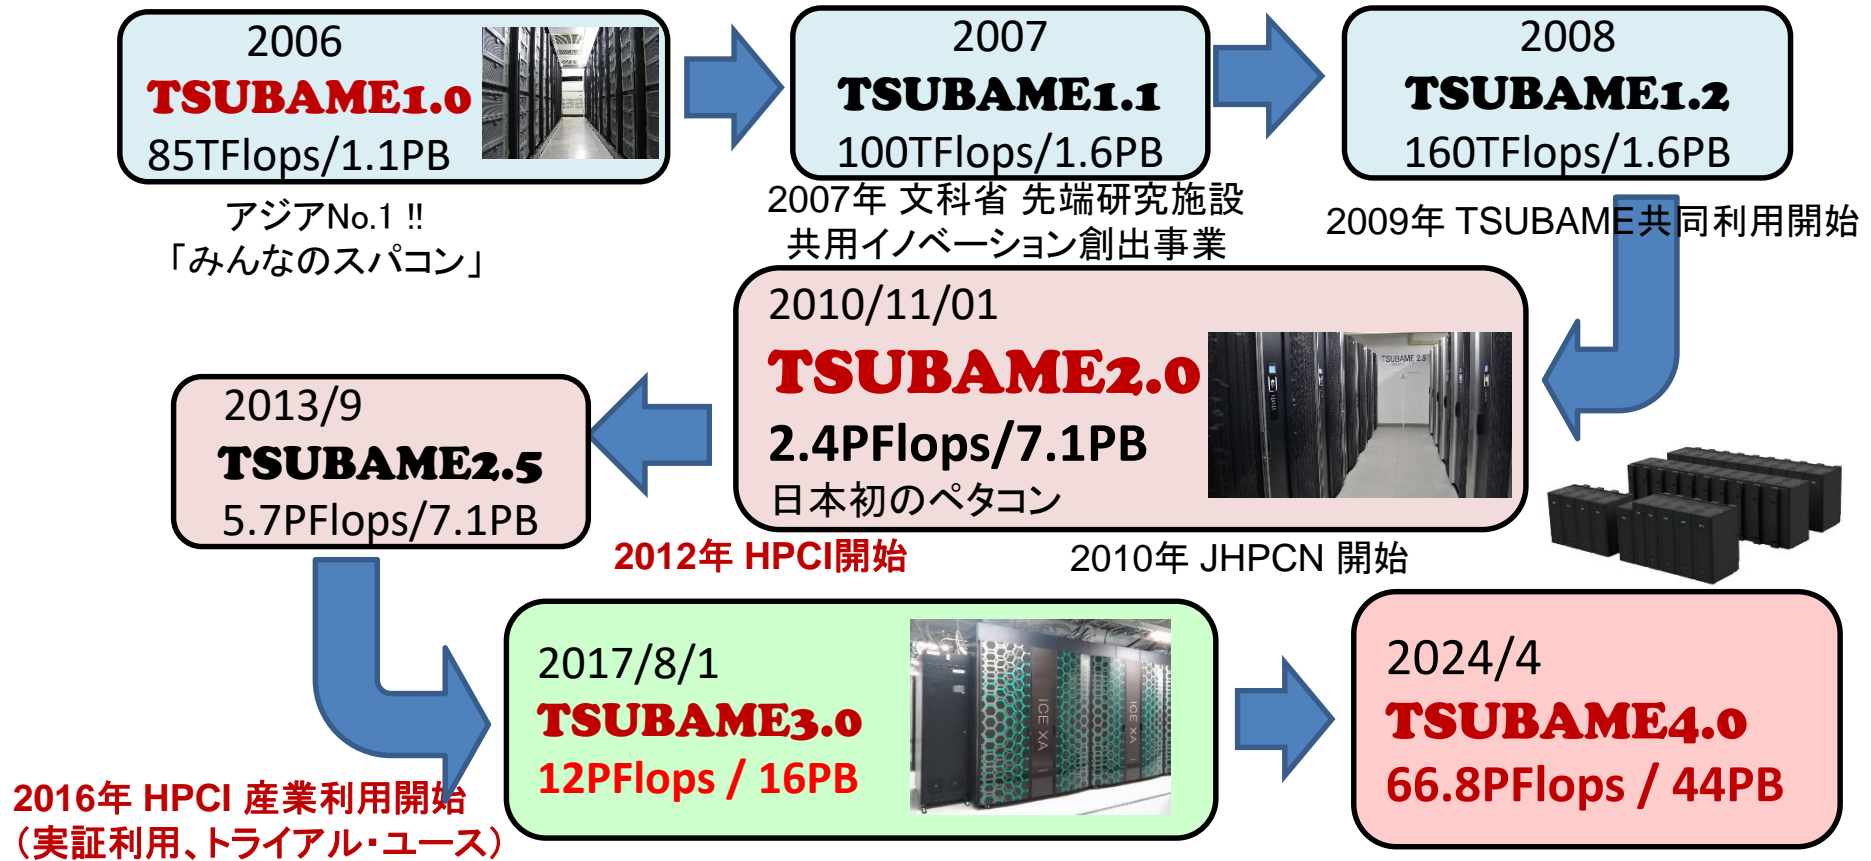 2006
TSUBAME1.0
85TFlops/1.1PB
アジアNo.1 !!
「みんなのスパコン」
2007
TSUBAME1.1
100TFlops/1.6PB
2007年 文科省 先端研究施設
共用イノベーション創出事業
2008
TSUBAME1.2
160TFlops/1.6PB
2009年 TSUBAME共同利用開始
2010/11/01
TSUBAME2.0
2.4PFlops/7.1PB
日本初のペタコン
TSUBAME 2.5
2010年 JHPCN 開始
2013/9
TSUBAME2.5
5.7PFlops/7.1PB
2012年 HPCI開始
2016年 HPCI 産業利用開始
（実証利用、トライアル・ユース）
2017/8/1
TSUBAME3.0
12PFlops / 16PB
ICE XA
ICE XA
2024/4
TSUBAME4.0
66.8PFlops / 44PB